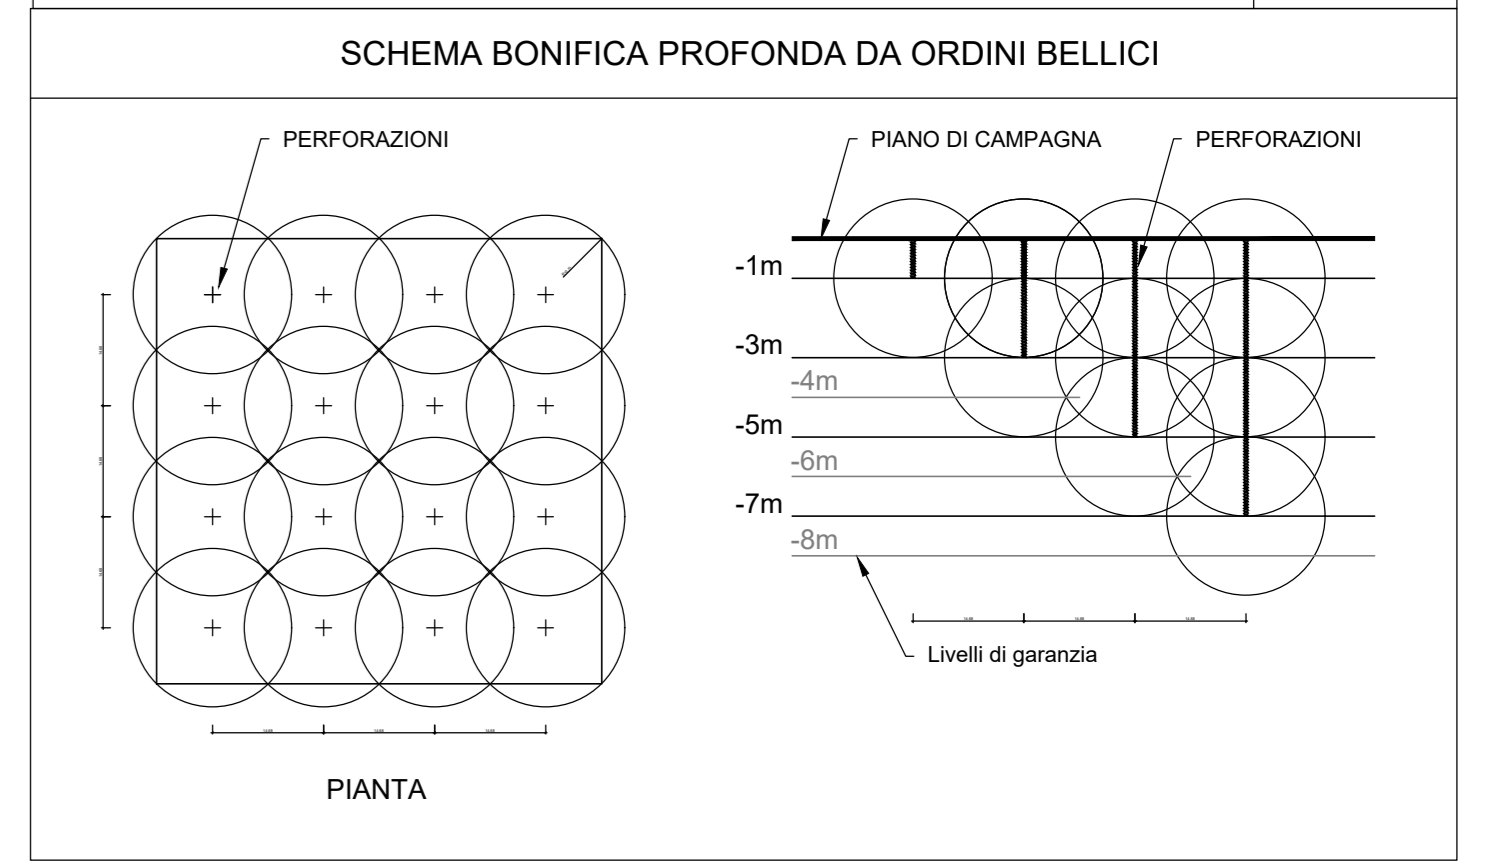 SCHEMA BONIFICA PROFONDA DA ORDINI BELLICI
PERFORAZIONI
PIANO DI CAMPAGNA
PERFORAZIONI
-1m
-3m
-4m
-5m
-6m
-7m
-8m
Livelli di garanzia
PIANTA